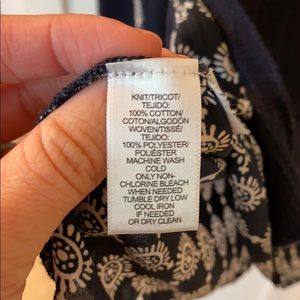 KNIT/TRICOT/
TEJIDO:
100% COTTON/
COTON/ALGODÓN
WOVEN/TISSÉ/
TEJIDO:
100% POLYESTER/
POLIÉSTER
MACHINE WASH
COLD
ONLY NON-
CHLORINE BLEACH
WHEN NEEDED
TUMBLE DRY LOW
COOL IRON
IF NEEDED
OR DRY CLEAN